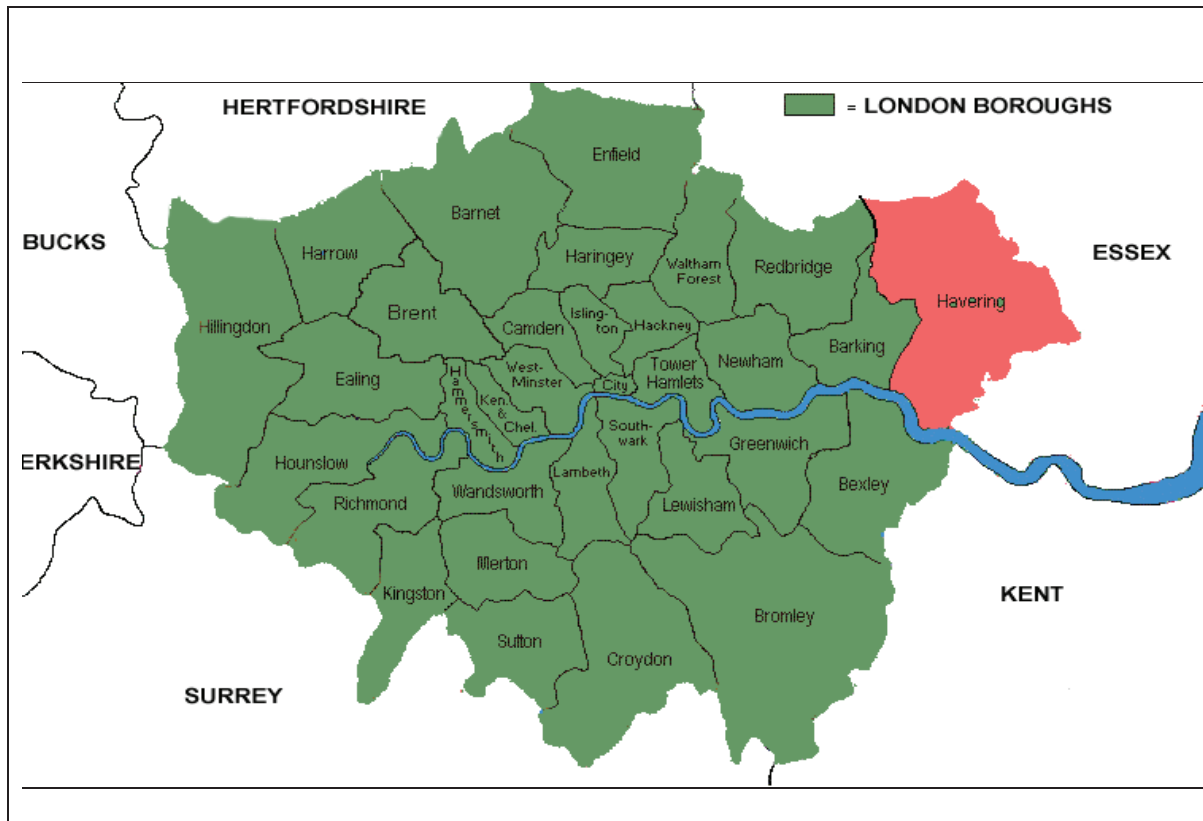 HERTFORDSHIRE
= LONDON BOROUGHS
Enfield
Barnet
BUCKS
Harrow
Haringey
Waltham
Forest
Redbridge
ESSEX
Havering
Hillingdon
Brent
Camden
Isling-
ton
Hackney
Newham
Barking
Ealing
West-
Minster
Tower
Hamlets
City
Hammersmith
Ken.
&
Chel.
South-
wark
Greenwich
ERKSHIRE
Hounslow
Richmond
Wandsworth
Lambeth
Lewisham
Bexley
Merton
Kingston
KENT
Bromley
Sutton
Croydon
SURREY